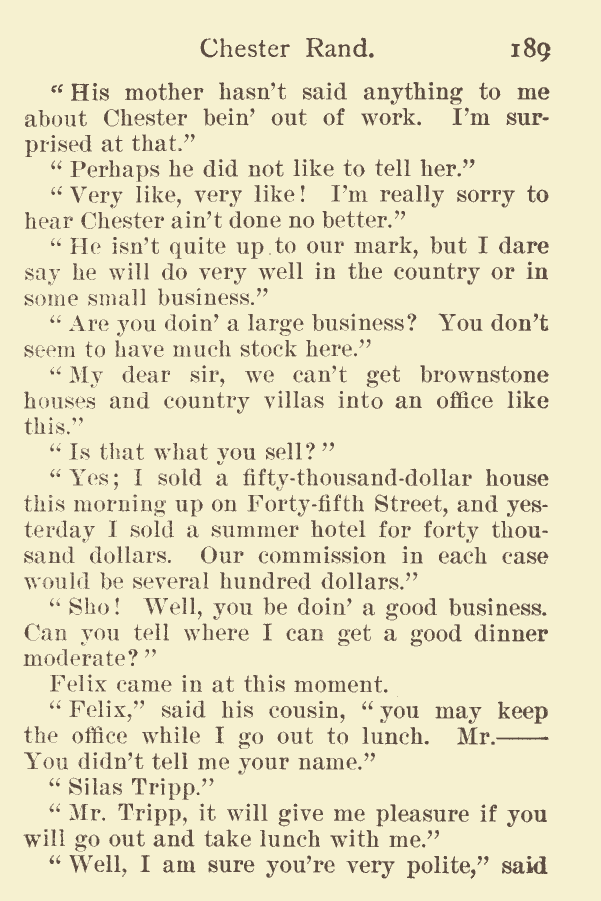 Chester Rand. 189
“ His mother hasn't said anything to me
about Chester bein' out of work. I'm sur-
prised at that.”
“ Perhaps he did not like to tell her.”
“ Very like, very like! I'm really sorry to
hear Chester ain't done no better.”
“ He isn't quite up to our mark, but I dare
say he will do very well in the country or in
some small business.”
“ Are you doin' a large business? You don't
seem to have much stock here.”
“ My dear sir, we can't get brownstone
houses and country villas into an office like
this.”
“ Is that what you sell? ”
“ Yes; I sold a fifty-thousand-dollar house
this morning up on Forty-fifth Street, and yes-
terday I sold a summer hotel for forty thou-
sand dollars. Our commission in each case
would be several hundred dollars.”
“ Sho! Well, you be doin' a good business.
Can you tell where I can get a good dinner
moderate? ”
Felix came in at this moment.
“ Felix,” said his cousin, “ you may keep
the office while I go out to lunch. Mr.——
You didn't tell me your name.”
“ Silas Tripp.”
“ Mr. Tripp, it will give me pleasure if you
will go out and take lunch with me.”
“ Well, I am sure you're very polite,” said